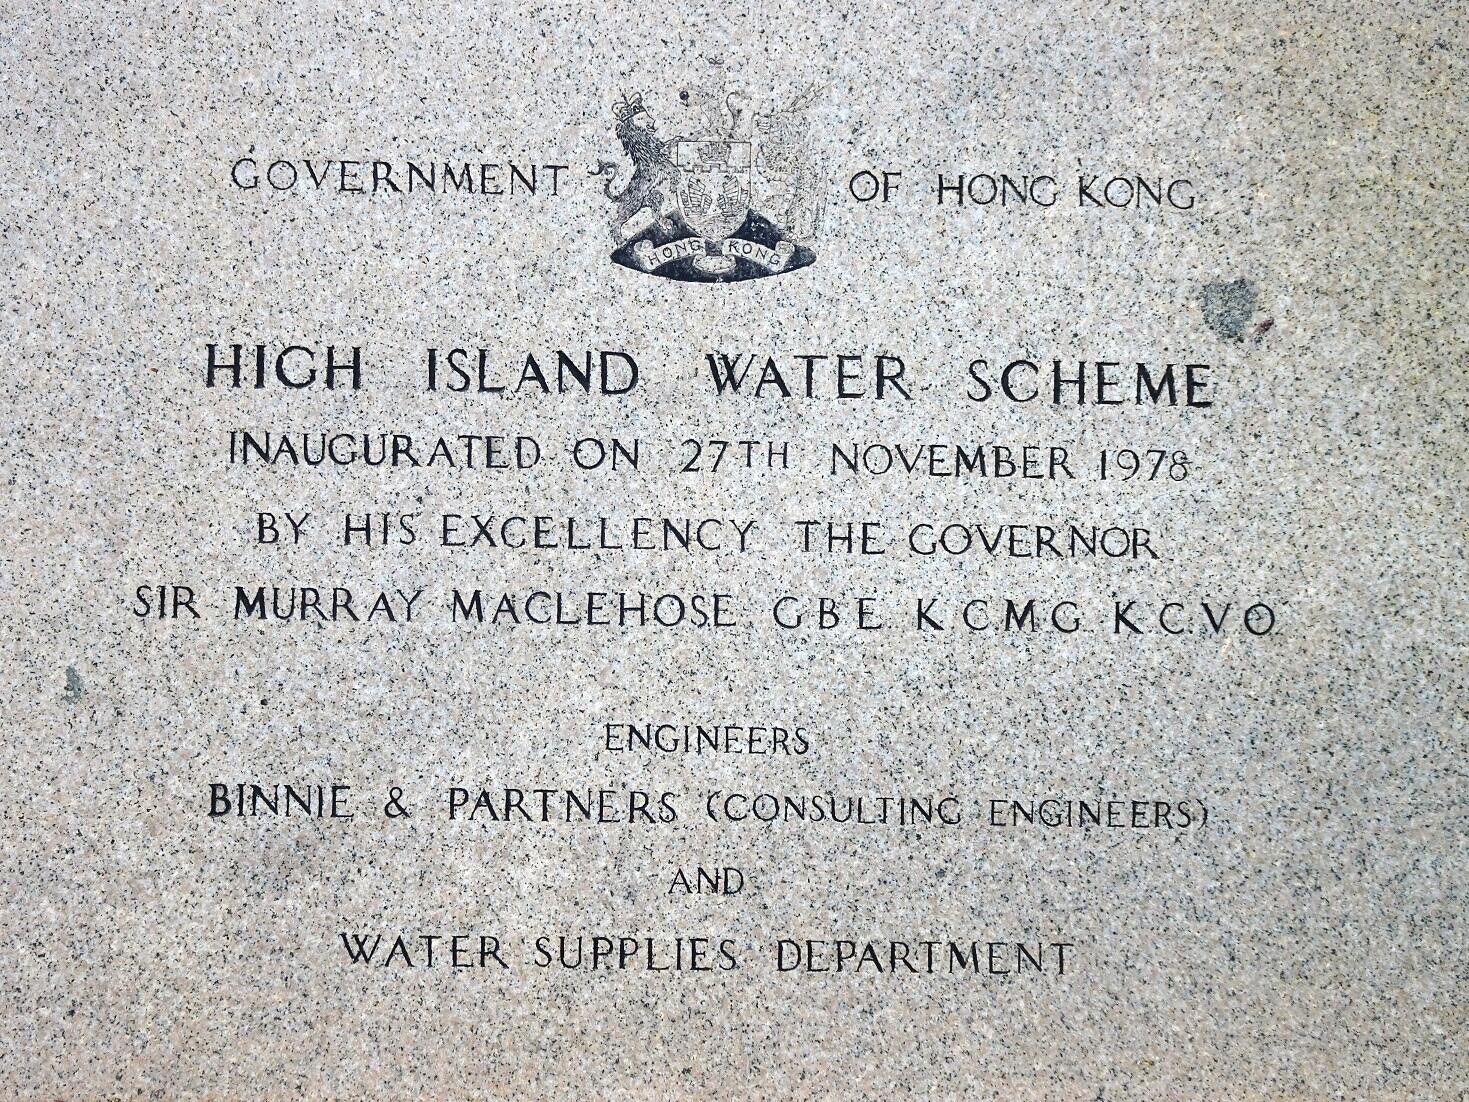 GOVERNMENT OF HONG KONG
HONG KONG
HIGH ISLAND WATER SCHEME
INAUGURATED ON 27TH NOVEMBER 1978
BY HIS EXCELLENCY THE GOVERNOR
SIR MURRAY MACLEHOSE GBE KCMG KCVO
ENGINEERS
BINNIE & PARTNERS (CONSULTING ENGINEERS)
AND
WATER SUPPLIES DEPARTMENT